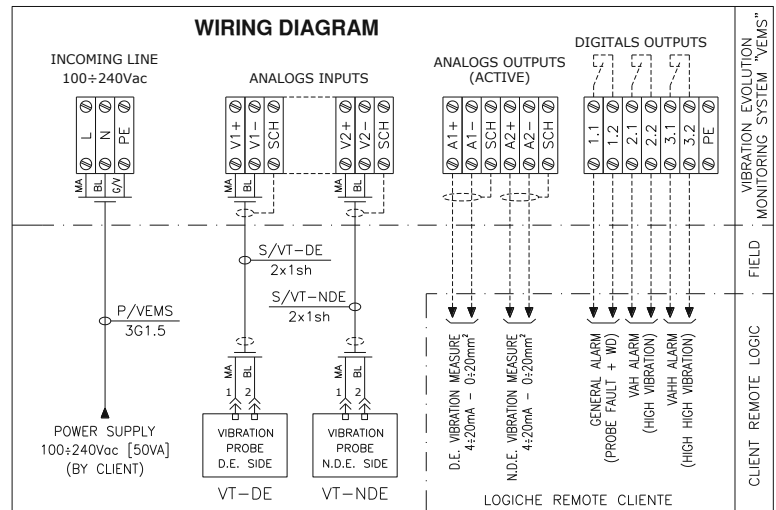 WIRING DIAGRAM
INCOMING LINE
100÷240Vac
ANALOGS INPUTS
ANALOGS OUTPUTS
(ACTIVE)
DIGITALS OUTPUTS
L
N
PE
V1+
V1-
SCH
V2+
V2-
SCH
A1+
A1-
SCH
A2+
A2-
SCH
1.1
1.2
2.1
2.2
3.1
3.2
PE
MA
BL
G/V
MA
BL
MA
BL
VIBRATION EVOLUTION
MONITORING SYSTEM "VEMS"
FIELD
CLIENT REMOTE LOGIC
S/VT-DE
2x1sh
S/VT-NDE
2x1sh
P/VEMS
3G1.5
MA
BL
1
2
MA
BL
1
2
POWER SUPPLY
100÷240Vac [50VA]
(BY CLIENT)
VIBRATION
PROBE
D.E. SIDE
VT-DE
VIBRATION
PROBE
N.D.E. SIDE
VT-NDE
D.E. VIBRATION MEASURE
4÷20mA - 0÷20mm²
N.D.E. VIBRATION MEASURE
4÷20mA - 0÷20mm²
GENERAL ALARM
(PROBE FAULT + WD)
VAH ALARM
(HIGH VIBRATION)
VAHH ALARM
(HIGH HIGH VIBRATION)
LOGICHE REMOTE CLIENTE